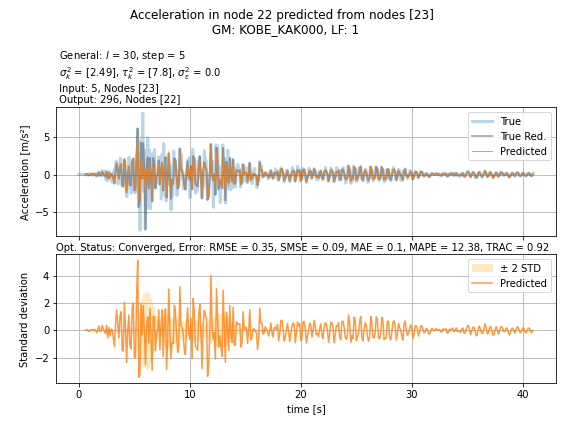 Acceleration in node 22 predicted from nodes [23]
GM: KOBE_KAK000, LF: 1
General: l = 30, step = 5
σ²ₖ = [2.49], τ²ₖ = [7.8], σ²ε = 0.0
Input: 5, Nodes [23]
Output: 296, Nodes [22]
Acceleration [m/s²]
5
0
−5
True
True Red.
Predicted
Opt. Status: Converged, Error: RMSE = 0.35, SMSE = 0.09, MAE = 0.1, MAPE = 12.38, TRAC = 0.92
Standard deviation
4
2
0
−2
± 2 STD
Predicted
0 10 20 30 40
time [s]